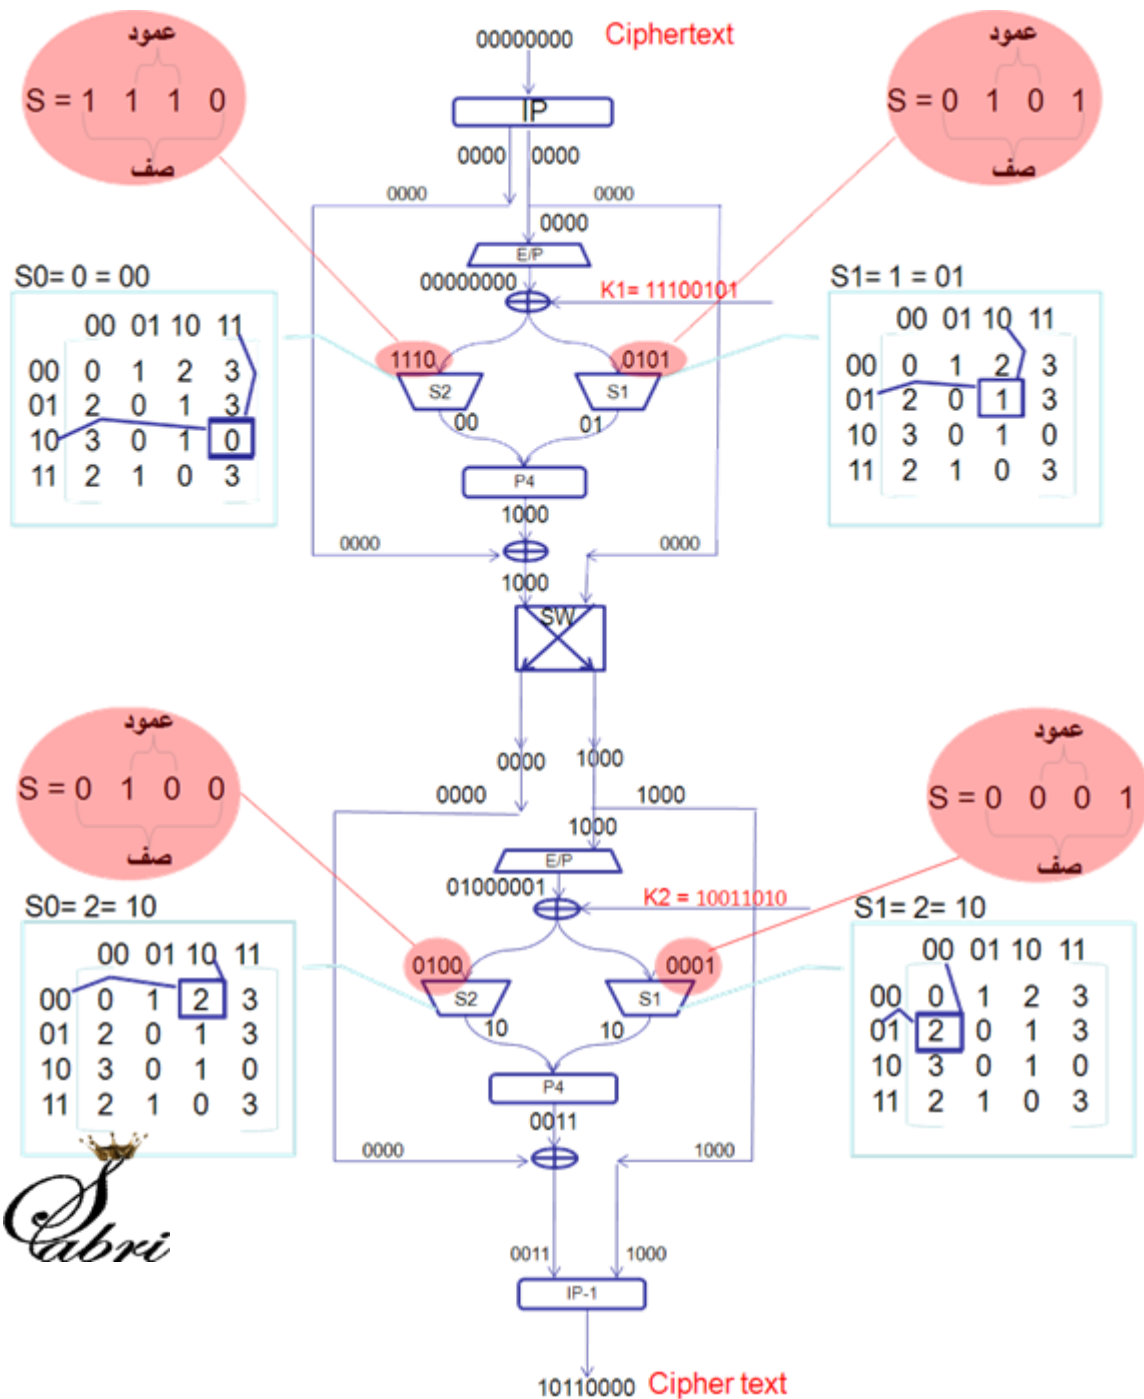 عمود
S = 1 1 1 0
صف
00000000 Ciphertext
عمود
S = 0 1 0 1
صف
IP
0000 0000
0000 0000
0000
E/P
00000000
K1= 11100101
S0= 0 = 00
00 01 10 11
00 0 1 2 3
01 2 0 1 3
10 3 0 1 0
11 2 1 0 3
S1= 1 = 01
00 01 10 11
00 0 1 2 3
01 2 0 1 3
10 3 0 1 0
11 2 1 0 3
1110 0101
S2 S1
00 01
P4
1000
0000 0000
1000
SW
0000 1000
0000 1000
1000
عمود
S = 0 1 0 0
صف
عمود
S = 0 0 0 1
صف
E/P
01000001
K2 = 10011010
S0= 2= 10
00 01 10 11
00 0 1 2 3
01 2 0 1 3
10 3 0 1 0
11 2 1 0 3
S1= 2= 10
00 01 10 11
00 0 1 2 3
01 2 0 1 3
10 3 0 1 0
11 2 1 0 3
0100 0001
S2 S1
10 10
P4
0011
0000 1000
0011 1000
IP-1
10110000 Cipher text
Sabri